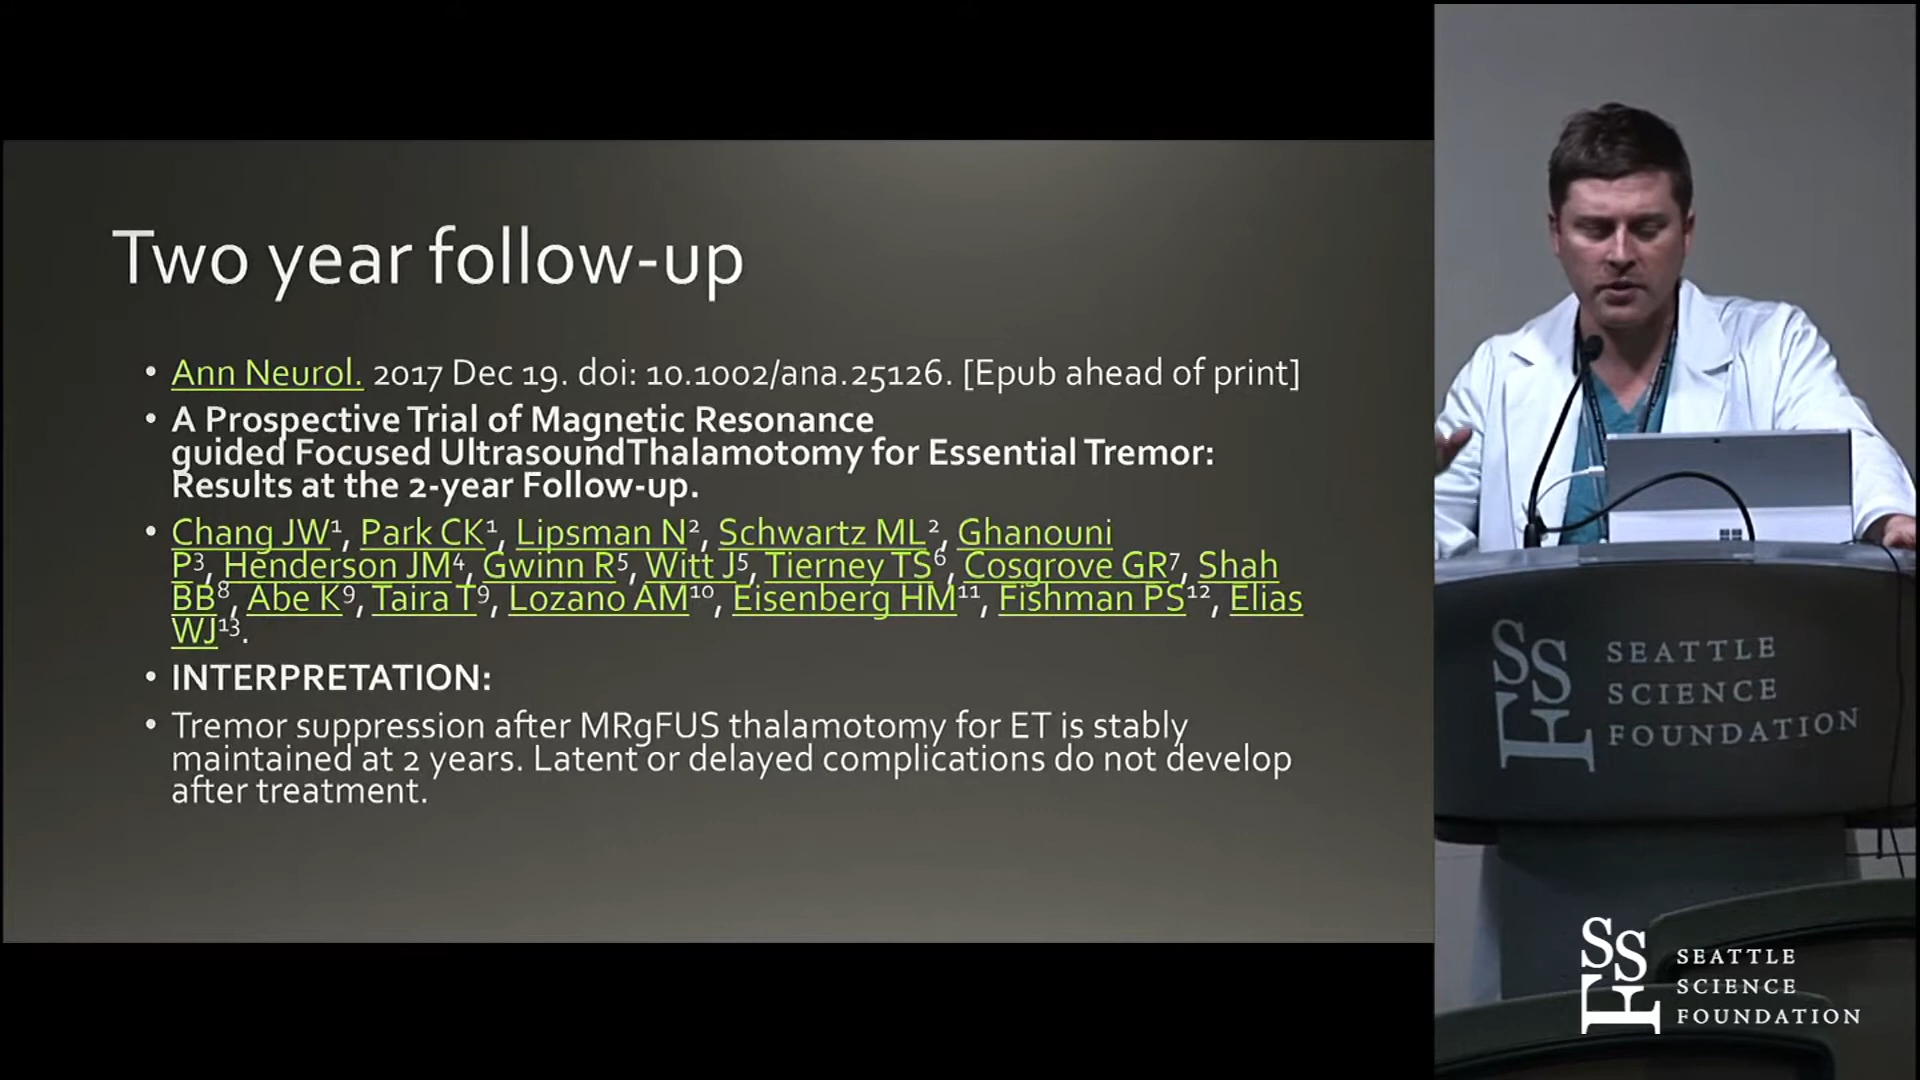 Two year follow-up
• Ann Neurol. 2017 Dec 19. doi: 10.1002/ana.25126. [Epub ahead of print]
• A Prospective Trial of Magnetic Resonance
guided Focused UltrasoundThalamotomy for Essential Tremor:
Results at the 2-year Follow-up.
• Chang JW¹, Park CK¹, Lipsman N², Schwartz ML², Ghanouni
P³, Henderson JM⁴, Gwinn R⁵, Witt J⁵, Tierney TS⁶, Cosgrove GR⁷, Shah
BB⁸, Abe K⁹, Taira T⁹, Lozano AM¹⁰, Eisenberg HM¹¹, Fishman PS¹², Elias
WJ¹³.
• INTERPRETATION:
• Tremor suppression after MRgFUS thalamotomy for ET is stably
maintained at 2 years. Latent or delayed complications do not develop
after treatment.
SSF
SEATTLE
SCIENCE
FOUNDATION
SSF
SEATTLE
SCIENCE
FOUNDATION